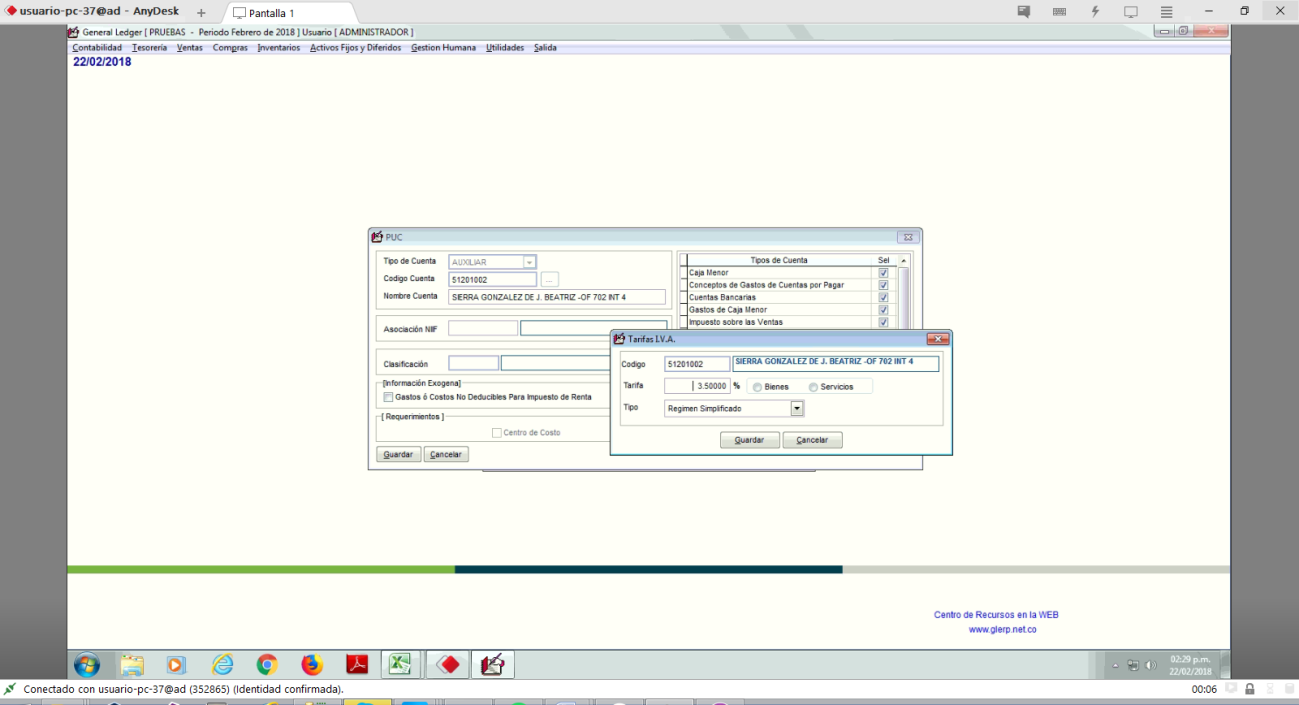 usuario-pc-37@ad - AnyDesk + Pantalla 1
General Ledger [ PRUEBAS - Periodo Febrero de 2018 ] Usuario [ ADMINISTRADOR ]
Contabilidad Tesorería Ventas Compras Inventarios Activos Fijos y Diferidos Gestion Humana Utilidades Salida
22/02/2018
PUC
Tipo de Cuenta AUXILIAR
Codigo Cuenta 51201002 ...
Nombre Cuenta SIERRA GONZALEZ DE J. BEATRIZ -OF 702 INT 4
Asociación NIIF
Clasificación
[Información Exogena]
Gastos ó Costos No Deducibles Para Impuesto de Renta
[ Requerimientos ]
Centro de Costo
Guardar Cancelar
Tipos de Cuenta Sel
Caja Menor
Conceptos de Gastos de Cuentas por Pagar
Cuentas Bancarias
Gastos de Caja Menor
Impuesto sobre las Ventas
Tarifas I.V.A.
Codigo 51201002 SIERRA GONZALEZ DE J. BEATRIZ -OF 702 INT 4
Tarifa 3.50000 % Bienes Servicios
Tipo Regimen Simplificado
Guardar Cancelar
Centro de Recursos en la WEB
www.glerp.net.co
02:29 p.m.
22/02/2018
Conectado con usuario-pc-37@ad (352865) (Identidad confirmada). 00:06